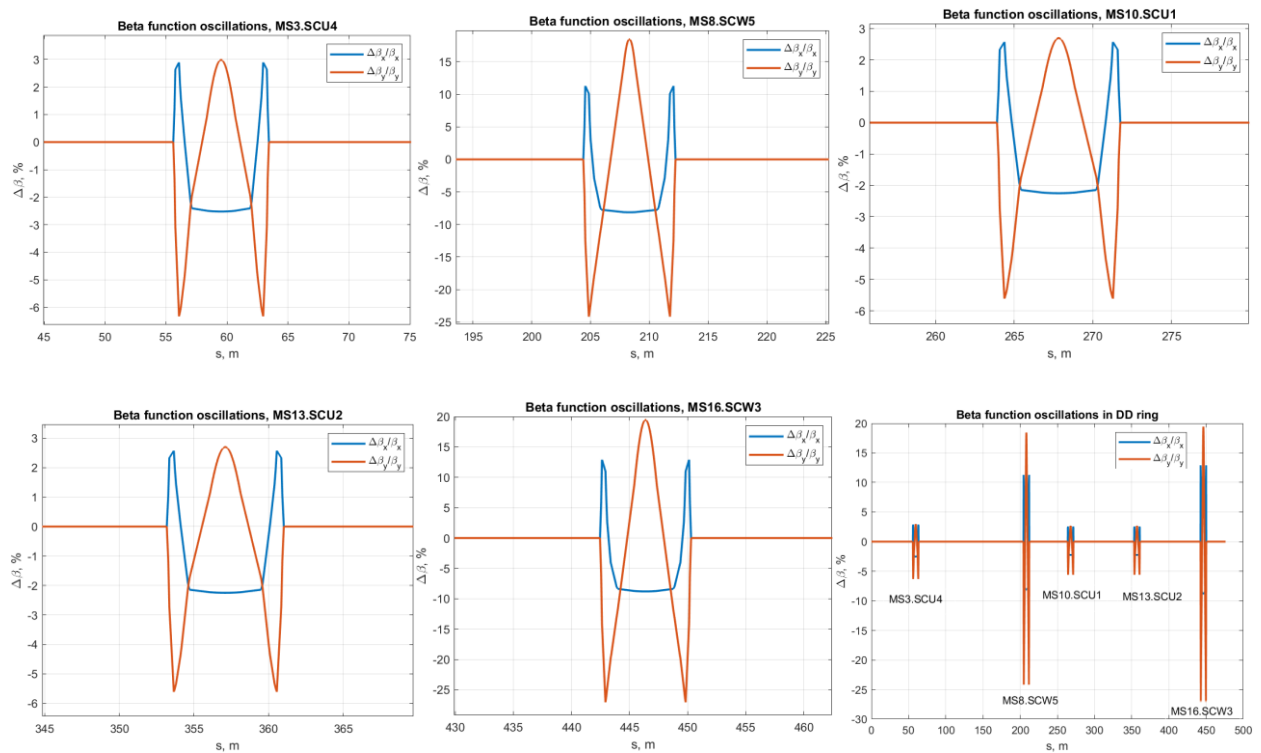 Beta function oscillations, MS3.SCU4
Δβx/βx
Δβy/βy
3
2
1
0
-1
-2
-3
-4
-5
-6
Δβ, %
45 50 55 60 65 70 75
s, m
Beta function oscillations, MS8.SCW5
Δβx/βx
Δβy/βy
15
10
5
0
-5
-10
-15
-20
-25
Δβ, %
195 200 205 210 215 220 225
s, m
Beta function oscillations, MS10.SCU1
Δβx/βx
Δβy/βy
3
2
1
0
-1
-2
-3
-4
-5
-6
Δβ, %
260 265 270 275
s, m
Beta function oscillations, MS13.SCU2
Δβx/βx
Δβy/βy
3
2
1
0
-1
-2
-3
-4
-5
-6
Δβ, %
345 350 355 360 365
s, m
Beta function oscillations, MS16.SCW3
Δβx/βx
Δβy/βy
20
15
10
5
0
-5
-10
-15
-20
-25
Δβ, %
430 435 440 445 450 455 460
s, m
Beta function oscillations in DD ring
Δβx/βx
Δβy/βy
20
15
10
5
0
-5
-10
-15
-20
-25
-30
Δβ, %
MS3.SCU4
MS10.SCU1
MS13.SCU2
MS8.SCW5
MS16.SCW3
0 50 100 150 200 250 300 350 400 450 500
s, m